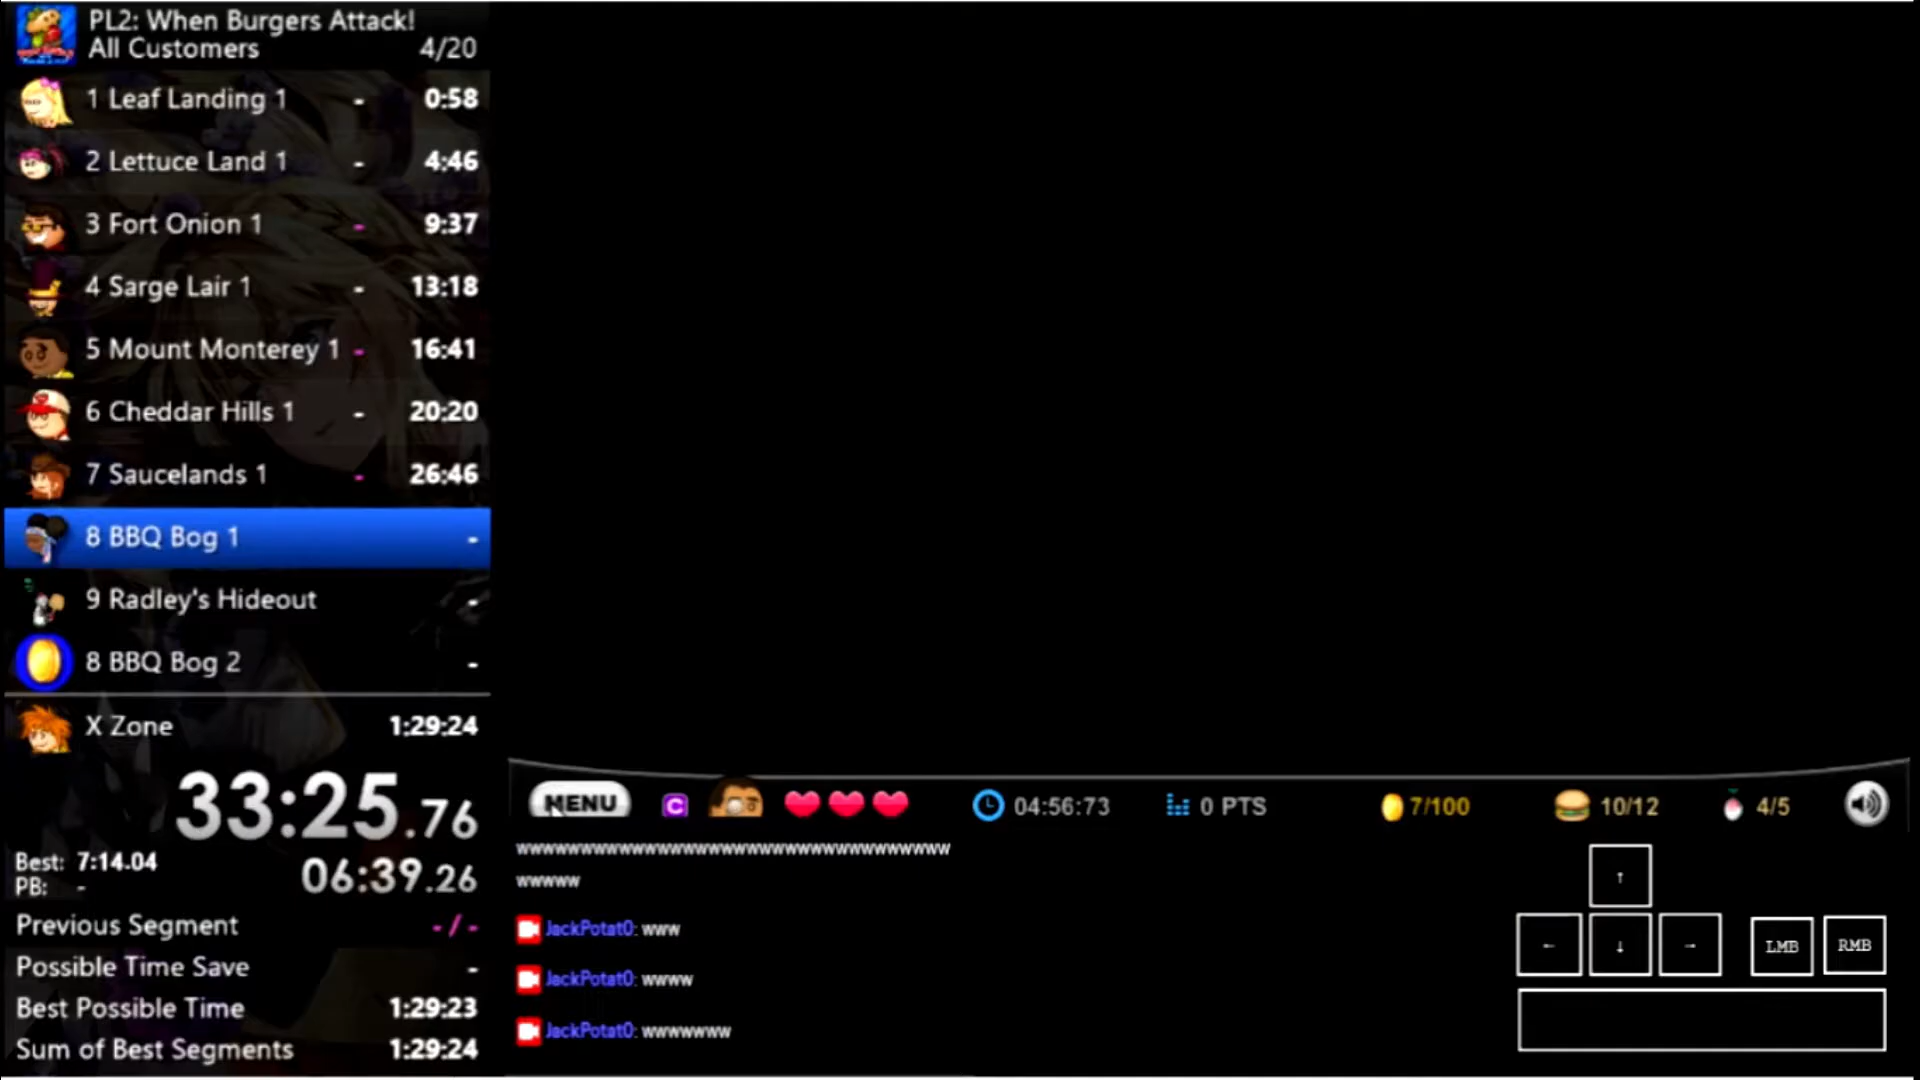 PL2: When Burgers Attack!
All Customers 4/20
1 Leaf Landing 1 - 0:58
2 Lettuce Land 1 - 4:46
3 Fort Onion 1 - 9:37
4 Sarge Lair 1 - 13:18
5 Mount Monterey 1 - 16:41
6 Cheddar Hills 1 - 20:20
7 Saucelands 1 - 26:46
8 BBQ Bog 1 -
9 Radley's Hideout -
8 BBQ Bog 2 -
X Zone 1:29:24
33:25.76
Best: 7:14.04 06:39.26
PB: -
Previous Segment - / -
Possible Time Save -
Best Possible Time 1:29:23
Sum of Best Segments 1:29:24
MENU C 04:56:73 0 PTS 7/100 10/12 4/5
wwwww
JackPotat0: www
JackPotat0: wwww
JackPotat0: wwwwwww
↑
← ↓ → LMB RMB